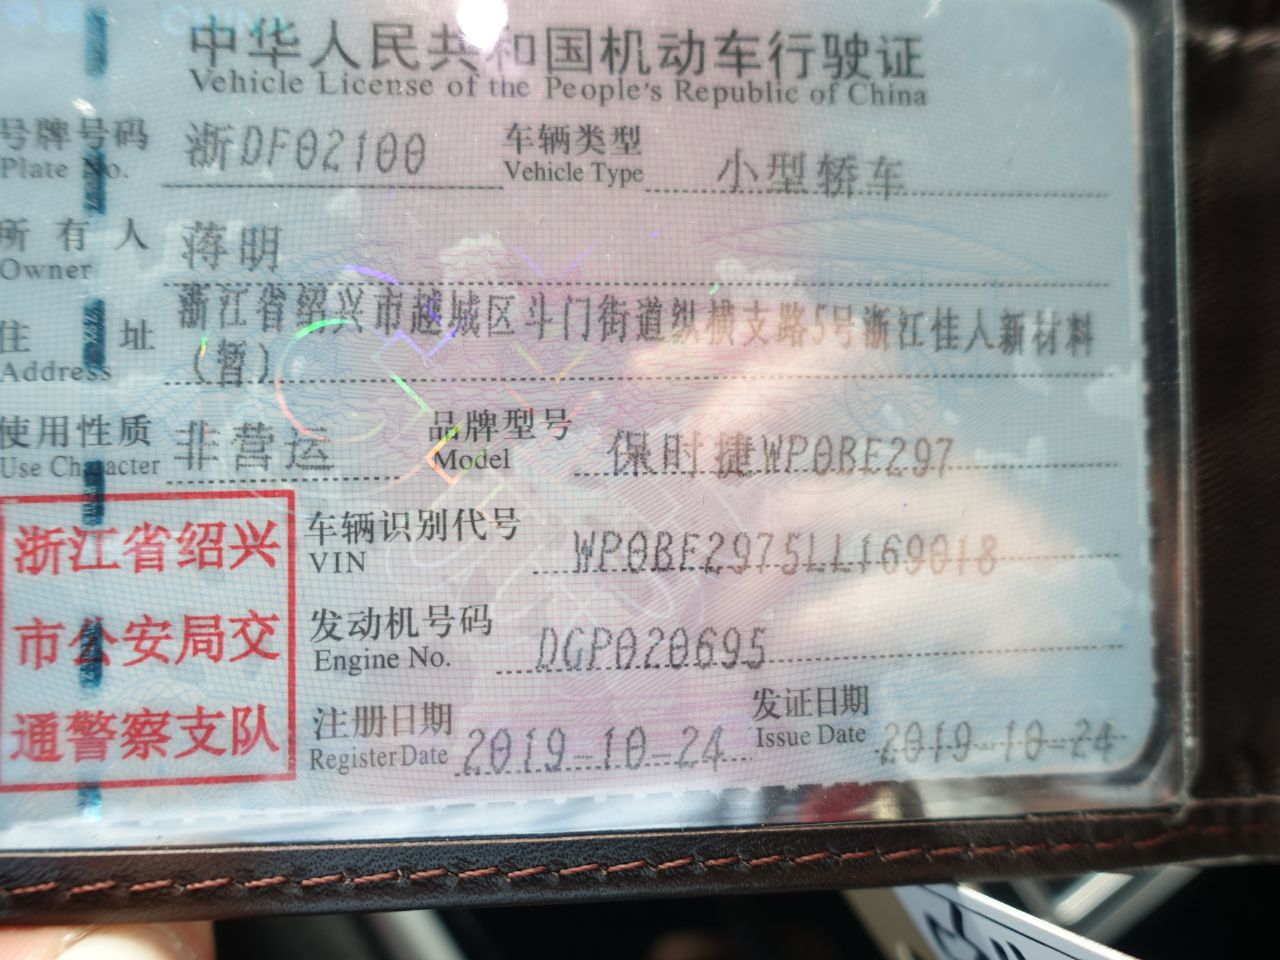 中华人民共和国机动车行驶证
Vehicle License of the People's Republic of China
号牌号码 浙DF02100 车辆类型 小型轿车
Plate No. Vehicle Type
所有人 蒋明
Owner
住址 浙江省绍兴市越城区斗门街道纵横支路5号浙江佳人新材料
Address (暂)
使用性质 非营运 品牌型号 保时捷WP0BE297
Use Character Model
浙江省绍兴
市公安局交
通警察支队
车辆识别代号 WP0BE2975LL169018
VIN
发动机号码 DGP020695
Engine No.
注册日期 2019-10-24 发证日期 2019-10-24
Register Date Issue Date